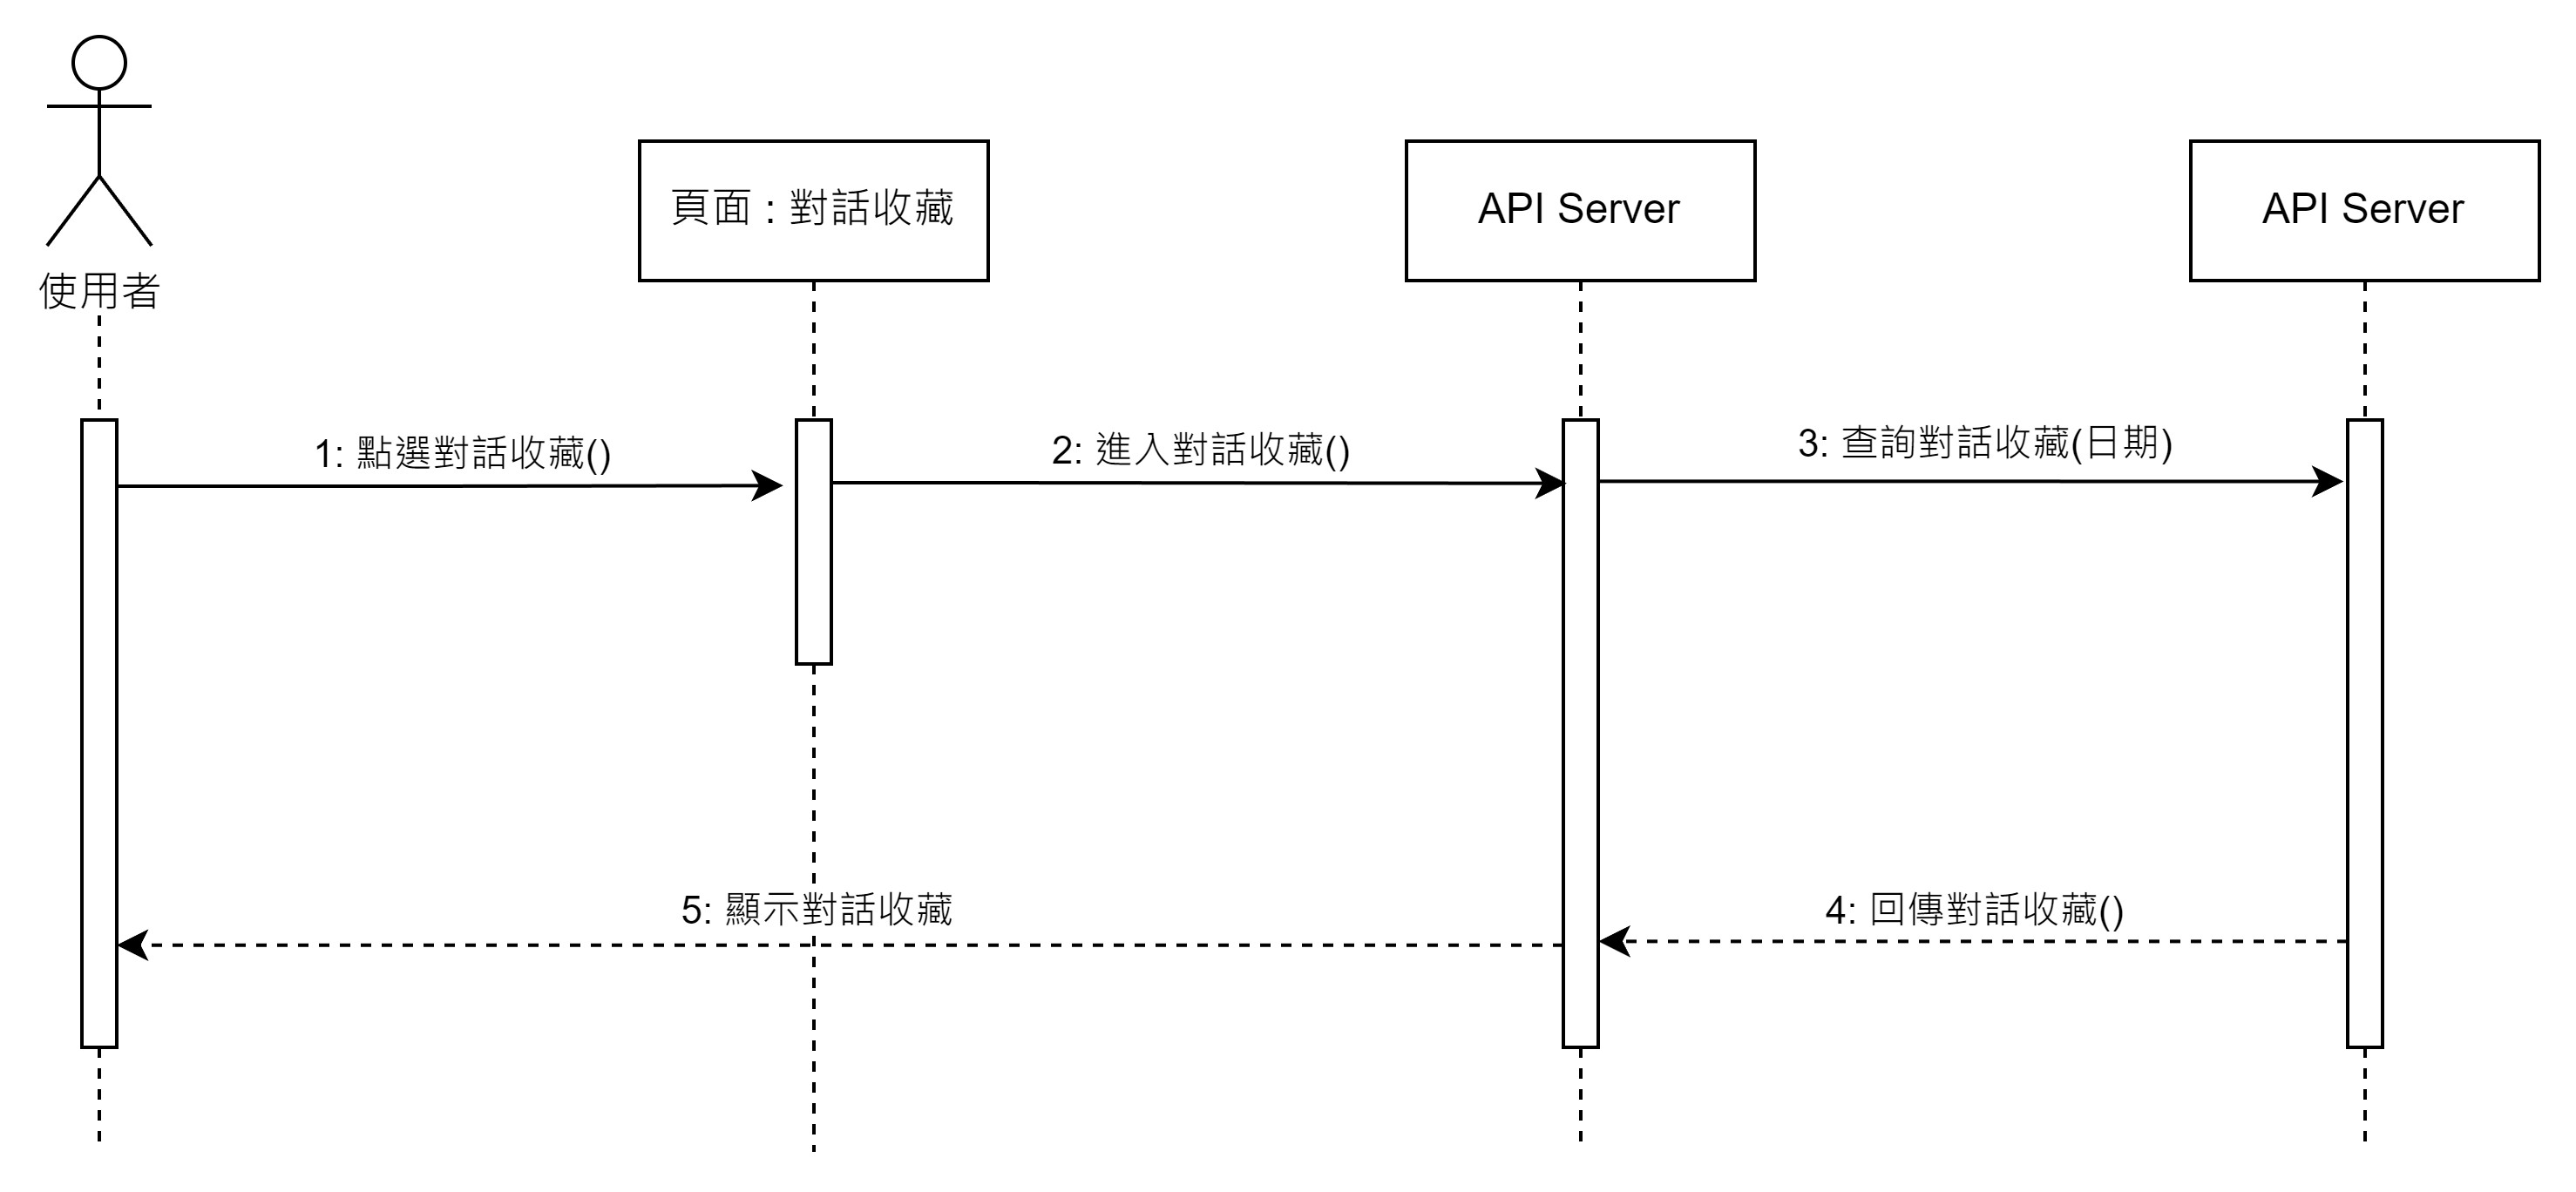 使用者
頁面 : 對話收藏
API Server
API Server
1: 點選對話收藏()
2: 進入對話收藏()
3: 查詢對話收藏(日期)
5: 顯示對話收藏
4: 回傳對話收藏()